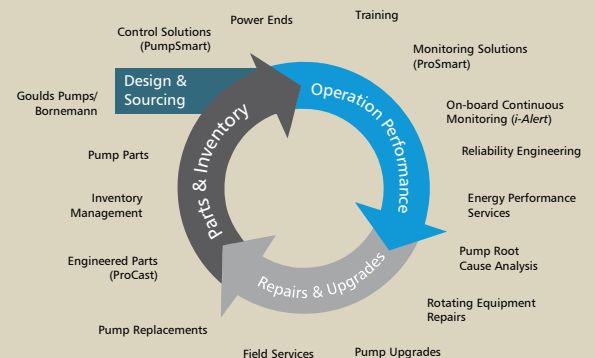 Power Ends
Training
Control Solutions
(PumpSmart)
Monitoring Solutions
(ProSmart)
Design &
Sourcing
Operation Performance
Goulds Pumps/
Bornemann
On-board Continuous
Monitoring (i-Alert)
Parts & Inventory
Pump Parts
Reliability Engineering
Inventory
Management
Energy Performance
Services
Engineered Parts
(ProCast)
Pump Root
Cause Analysis
Repairs & Upgrades
Rotating Equipment
Repairs
Pump Replacements
Field Services
Pump Upgrades